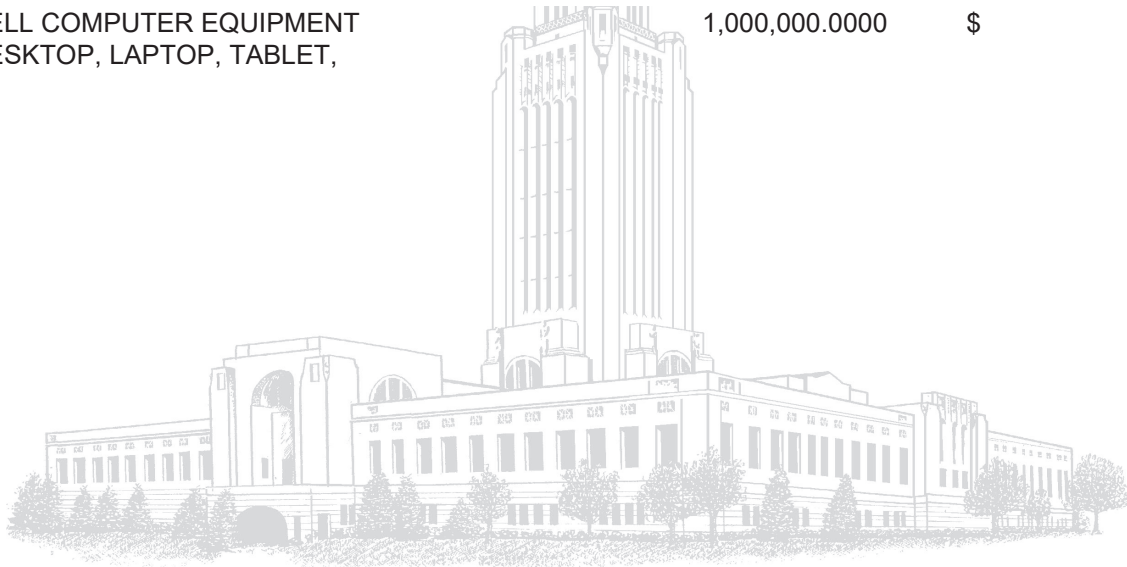 ELL COMPUTER EQUIPMENT 1,000,000.0000 $
ESKTOP, LAPTOP, TABLET,